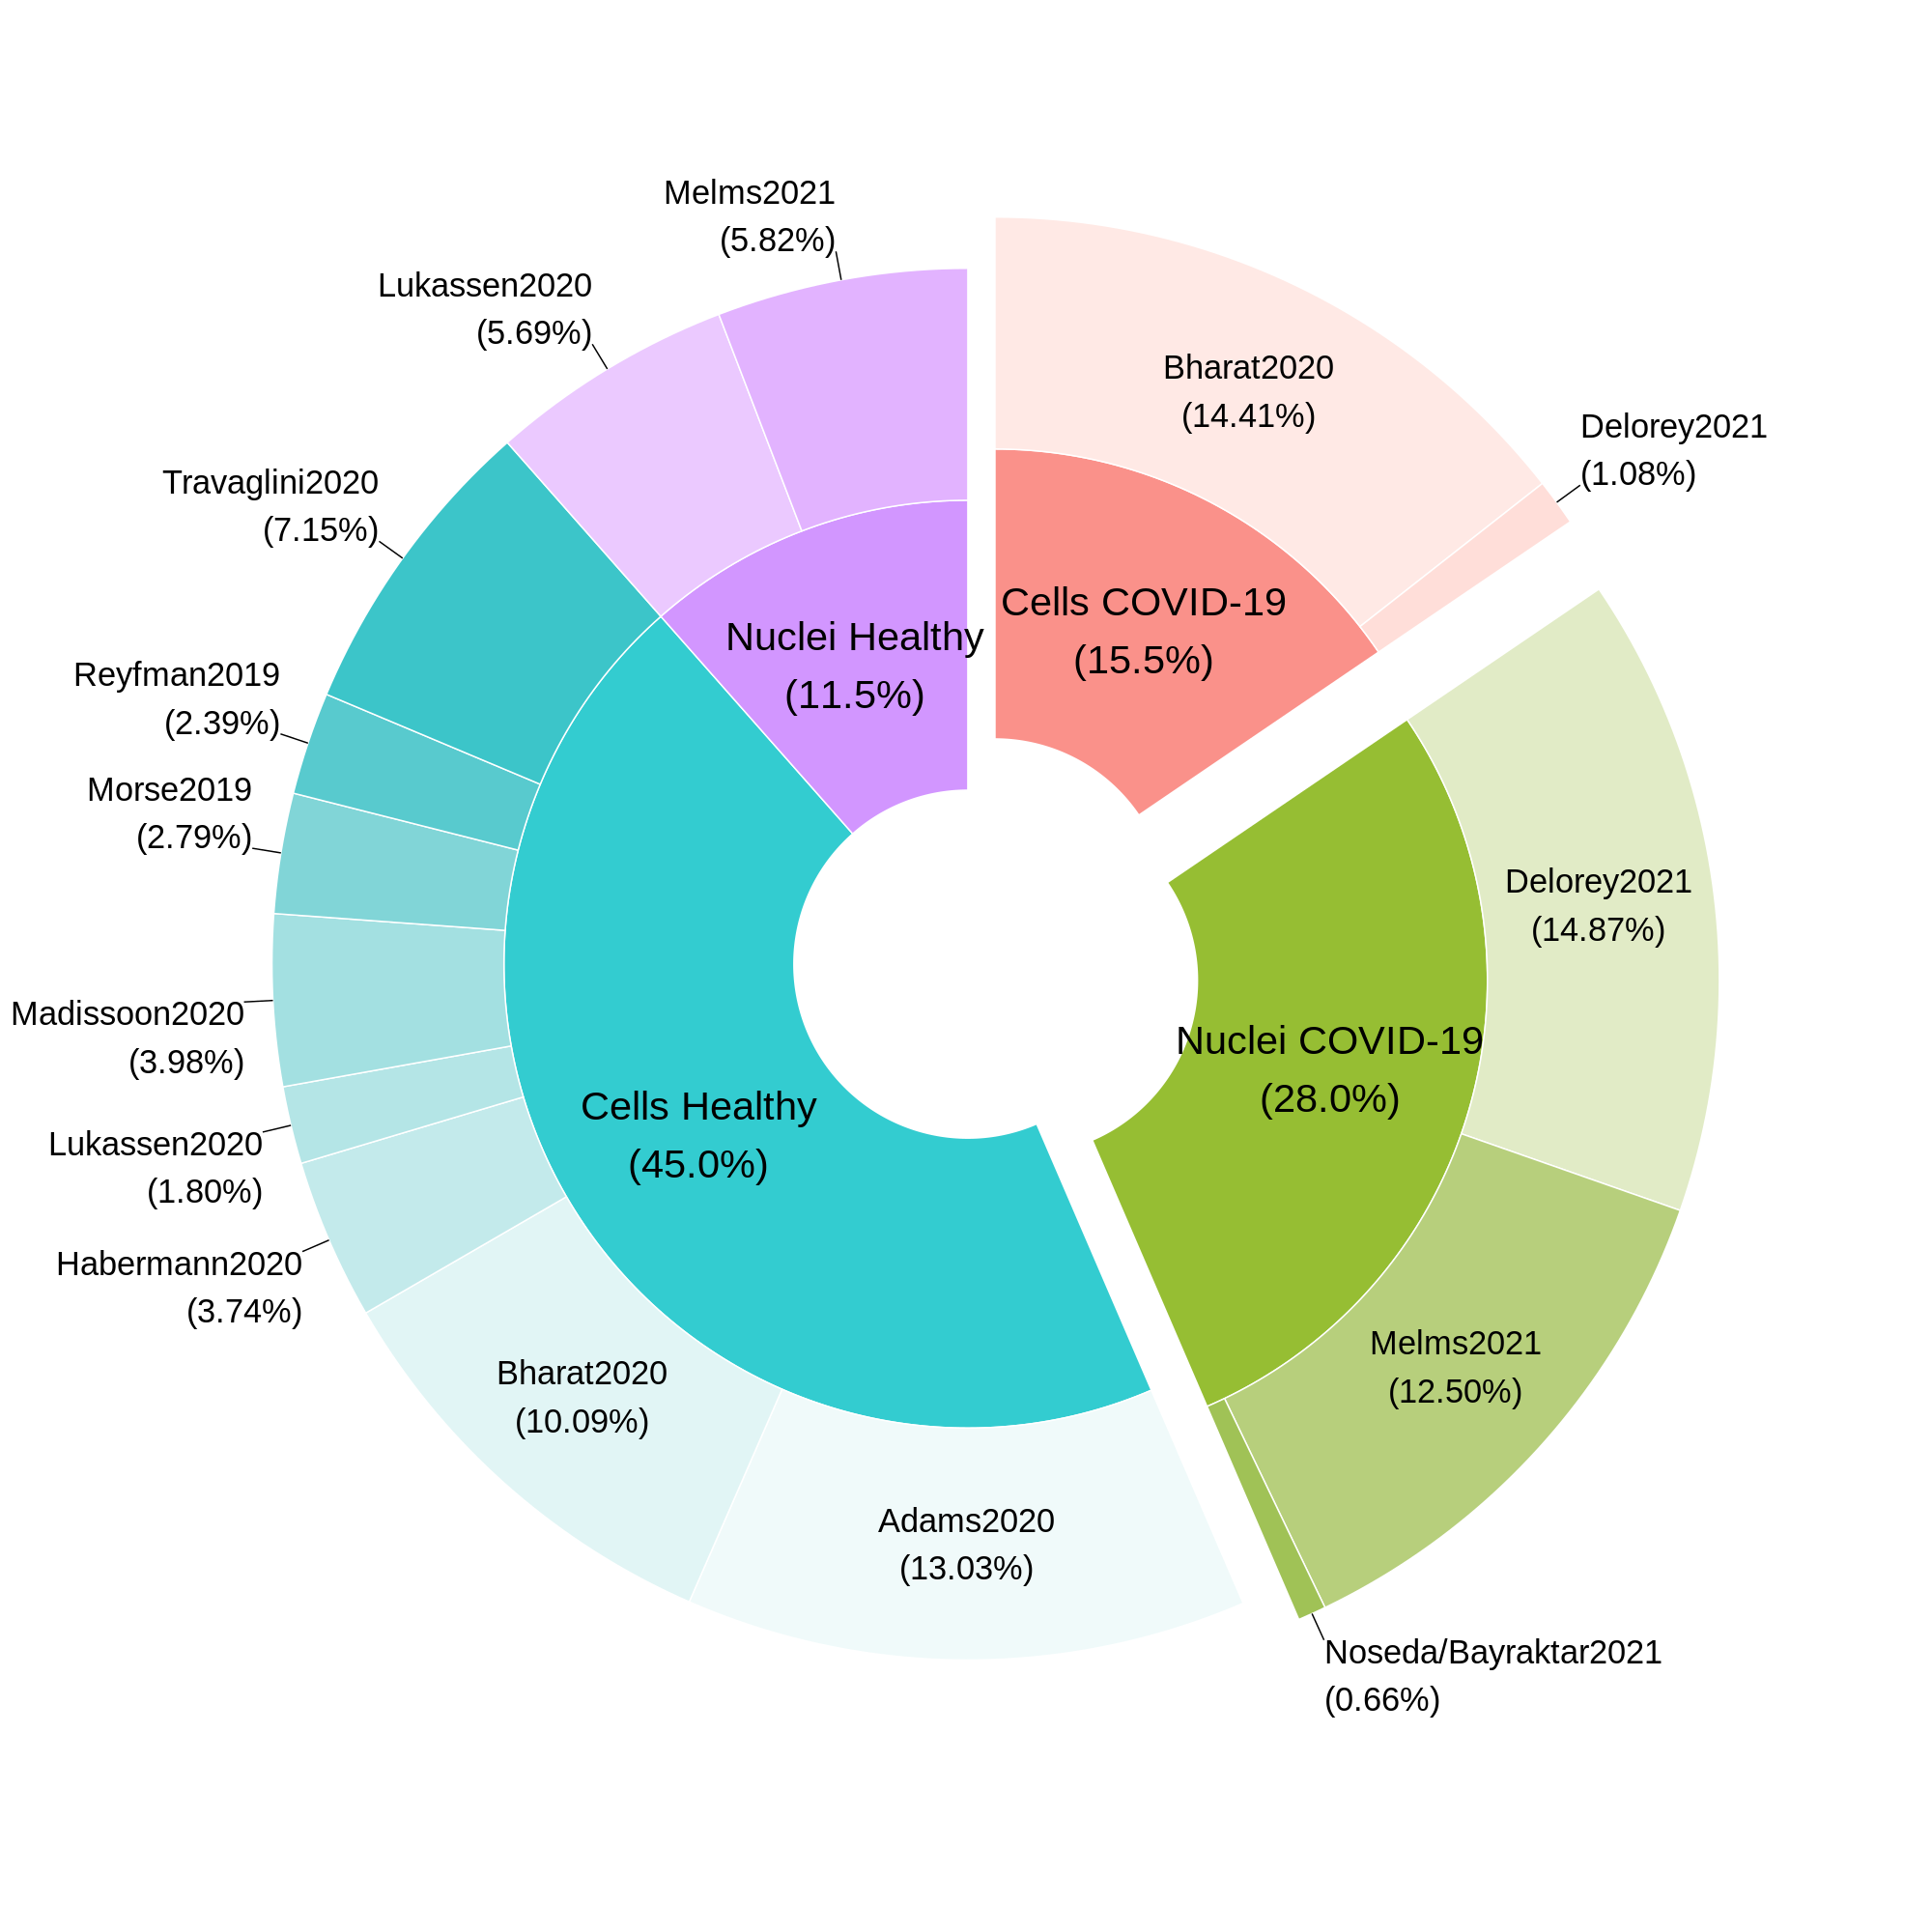 Melms2021
(5.82%)
Lukassen2020
(5.69%)
Bharat2020
(14.41%)
Delorey2021
(1.08%)
Travaglini2020
(7.15%)
Cells COVID-19
(15.5%)
Nuclei Healthy
(11.5%)
Reyfman2019
(2.39%)
Morse2019
(2.79%)
Delorey2021
(14.87%)
Madissoon2020
(3.98%)
Nuclei COVID-19
(28.0%)
Cells Healthy
(45.0%)
Lukassen2020
(1.80%)
Habermann2020
(3.74%)
Melms2021
(12.50%)
Bharat2020
(10.09%)
Adams2020
(13.03%)
Noseda/Bayraktar2021
(0.66%)